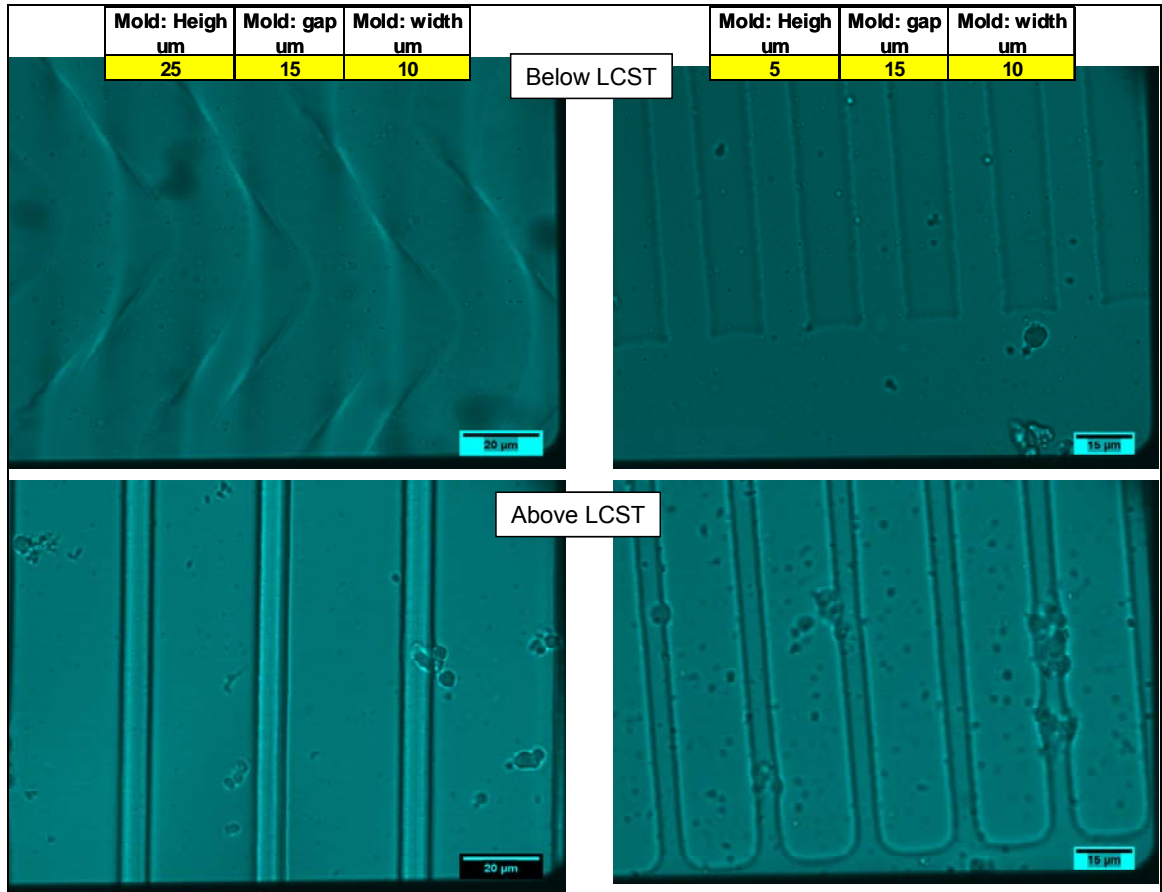 Mold: Heigh um Mold: gap um Mold: width um
25 15 10
Mold: Heigh um Mold: gap um Mold: width um
5 15 10
Below LCST
20 µm
15 µm
Above LCST
20 µm
15 µm